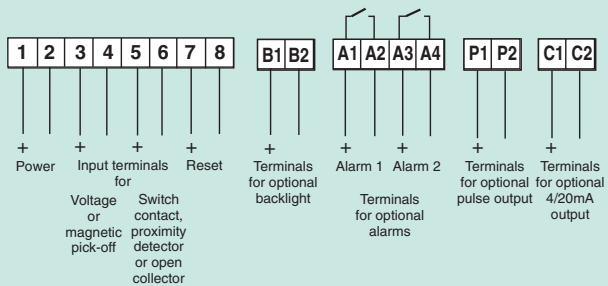 1 2 3 4 5 6 7 8
B1 B2
A1 A2 A3 A4
P1 P2
C1 C2
+ + + + + + + + +
Power
Input terminals
for
Reset
Voltage
or
magnetic
pick-off
Switch
contact,
proximity
detector
or open
collector
Terminals
for optional
backlight
Alarm 1 Alarm 2
Terminals
for optional
alarms
Terminals
for optional
pulse output
Terminals
for optional
4/20mA
output